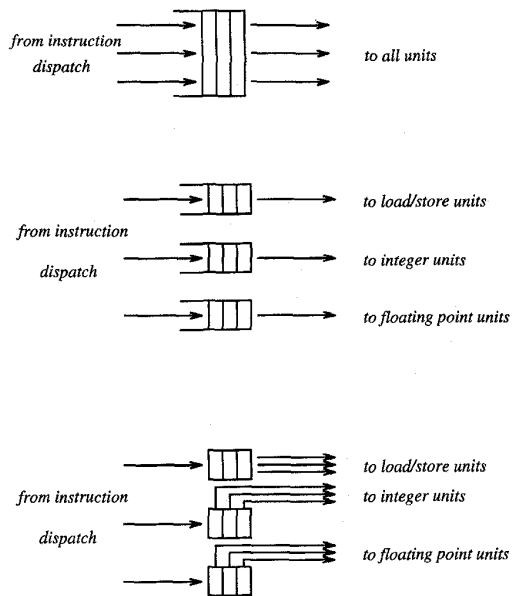 from instruction
dispatch
to all units
to load/store units
from instruction
to integer units
dispatch
to floating point units
to load/store units
from instruction
to integer units
dispatch
to floating point units